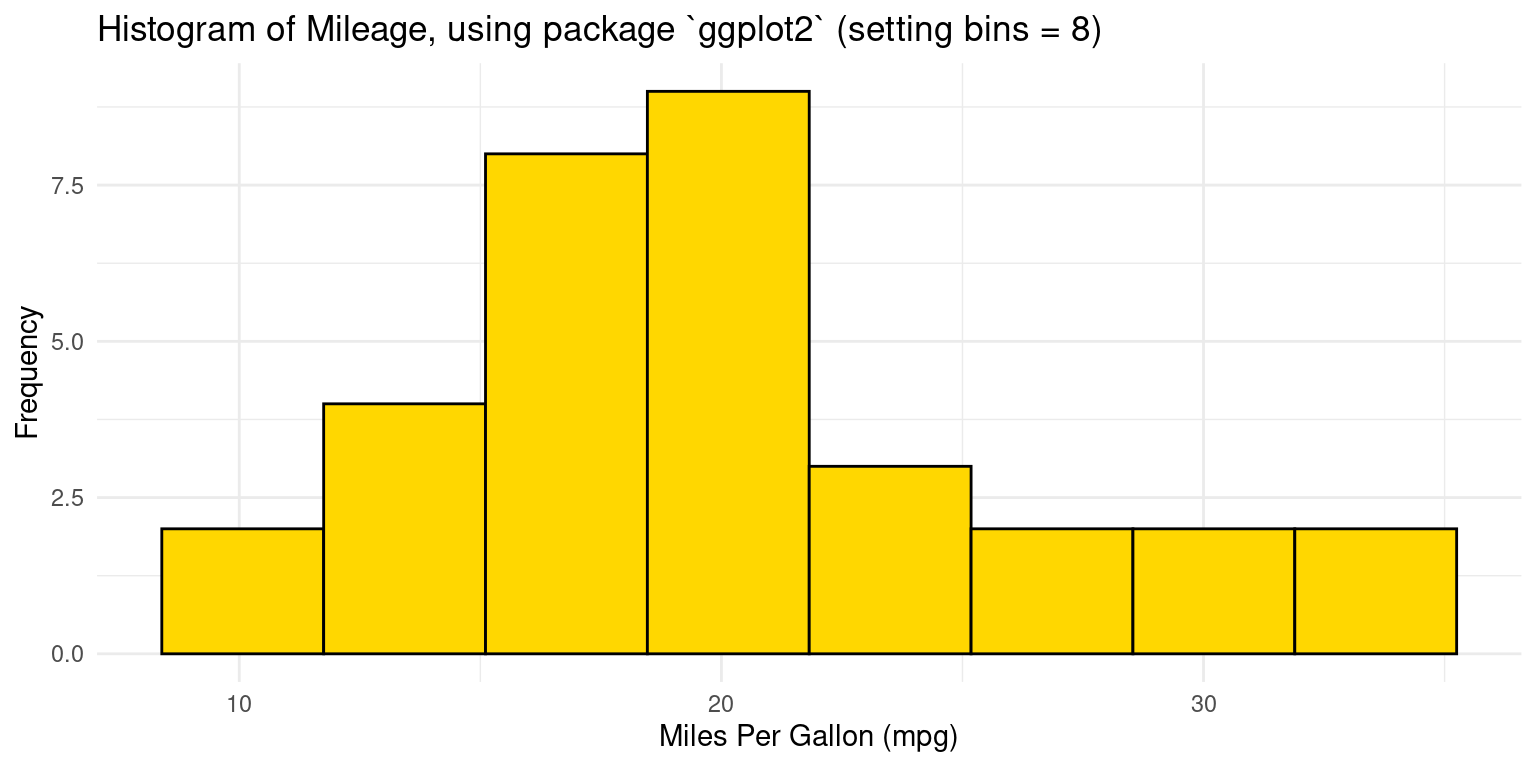 Histogram of Mileage, using package `ggplot2` (setting bins = 8)
Frequency
7.5
5.0
2.5
0.0
10
20
30
Miles Per Gallon (mpg)